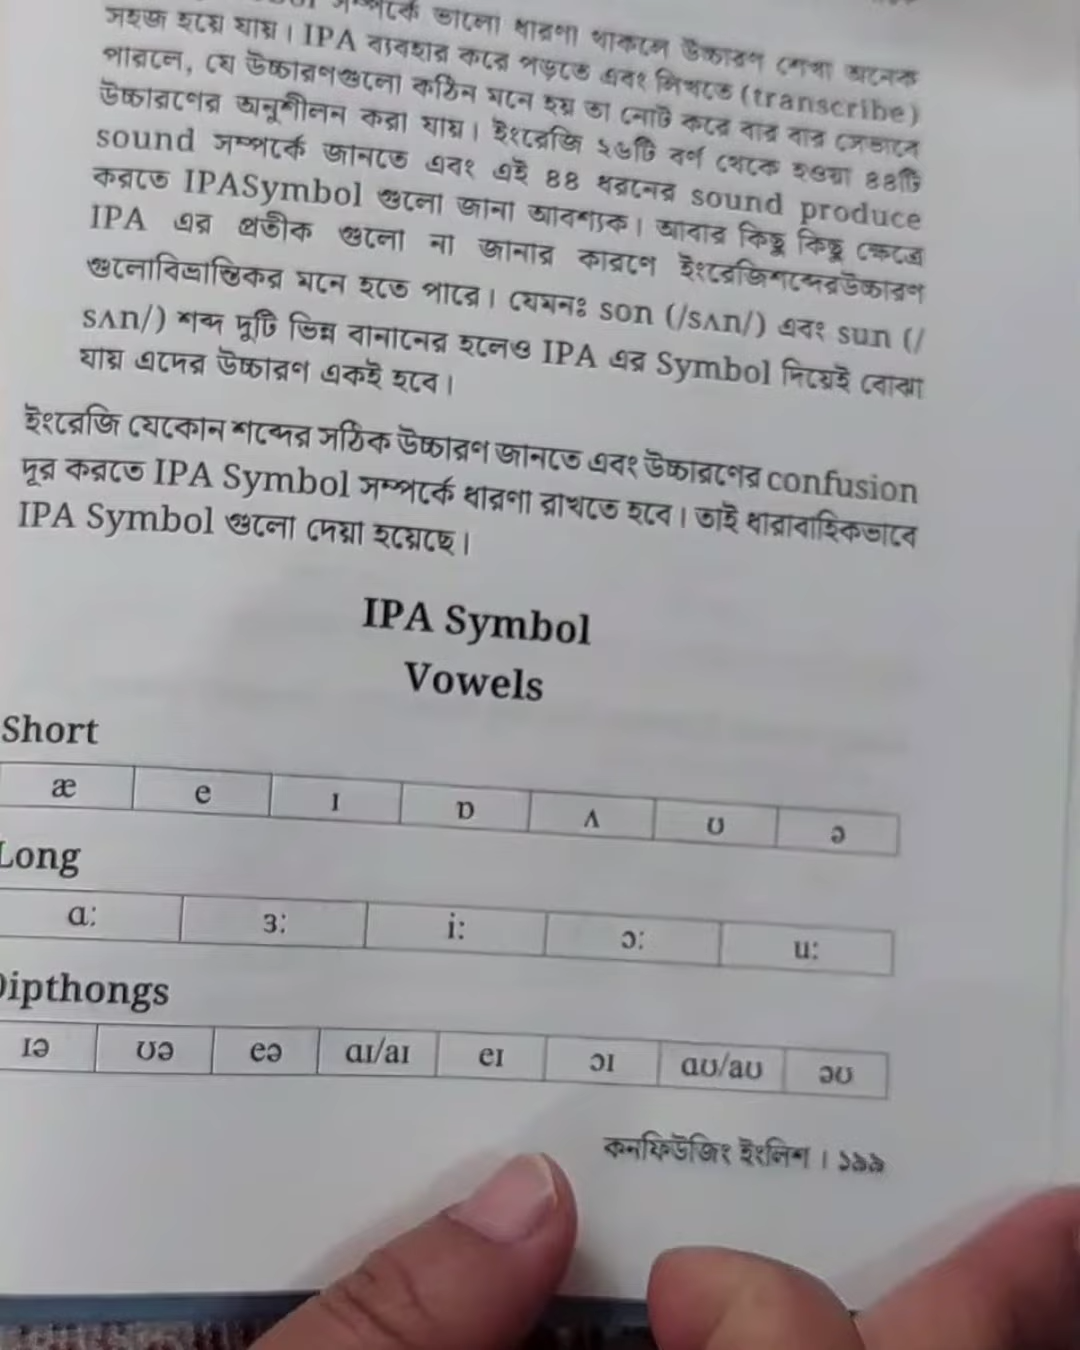 সম্পর্কে ভালো ধারণা থাকলে উচ্চারণ শেখা অনেক
সহজ হয়ে যায়। IPA ব্যবহার করে পড়তে এবং লিখতে (transcribe)
পারলে, যে উচ্চারণগুলো কঠিন মনে হয় তা নোট করে বার বার সেভাবে
উচ্চারণের অনুশীলন করা যায়। ইংরেজি ২৬টি বর্ণ থেকে হওয়া ৪৪টি
sound সম্পর্কে জানতে এবং এই ৪৪ ধরনের sound produce
করতে IPASymbol গুলো জানা আবশ্যক। আবার কিছু কিছু ক্ষেত্রে
IPA এর প্রতীক গুলো না জানার কারণে ইংরেজিশব্দেরউচ্চারণ
গুলোবিভ্রান্তিকর মনে হতে পারে। যেমনঃ son (/sʌn/) এবং sun (/
sʌn/) শব্দ দুটি ভিন্ন বানানের হলেও IPA এর Symbol দিয়েই বোঝা
যায় এদের উচ্চারণ একই হবে।
ইংরেজি যেকোন শব্দের সঠিক উচ্চারণ জানতে এবং উচ্চারণের confusion
দূর করতে IPA Symbol সম্পর্কে ধারণা রাখতে হবে। তাই ধারাবাহিকভাবে
IPA Symbol গুলো দেয়া হয়েছে।
IPA Symbol
Vowels
Short
æ e ɪ ɒ ʌ ʊ ə
Long
ɑ: ɜ: i: ɔ: u:
Dipthongs
ɪə ʊə eə ɑɪ/aɪ eɪ ɔɪ ɑʊ/aʊ əʊ
কনফিউজিং ইংলিশ । ১৯৯